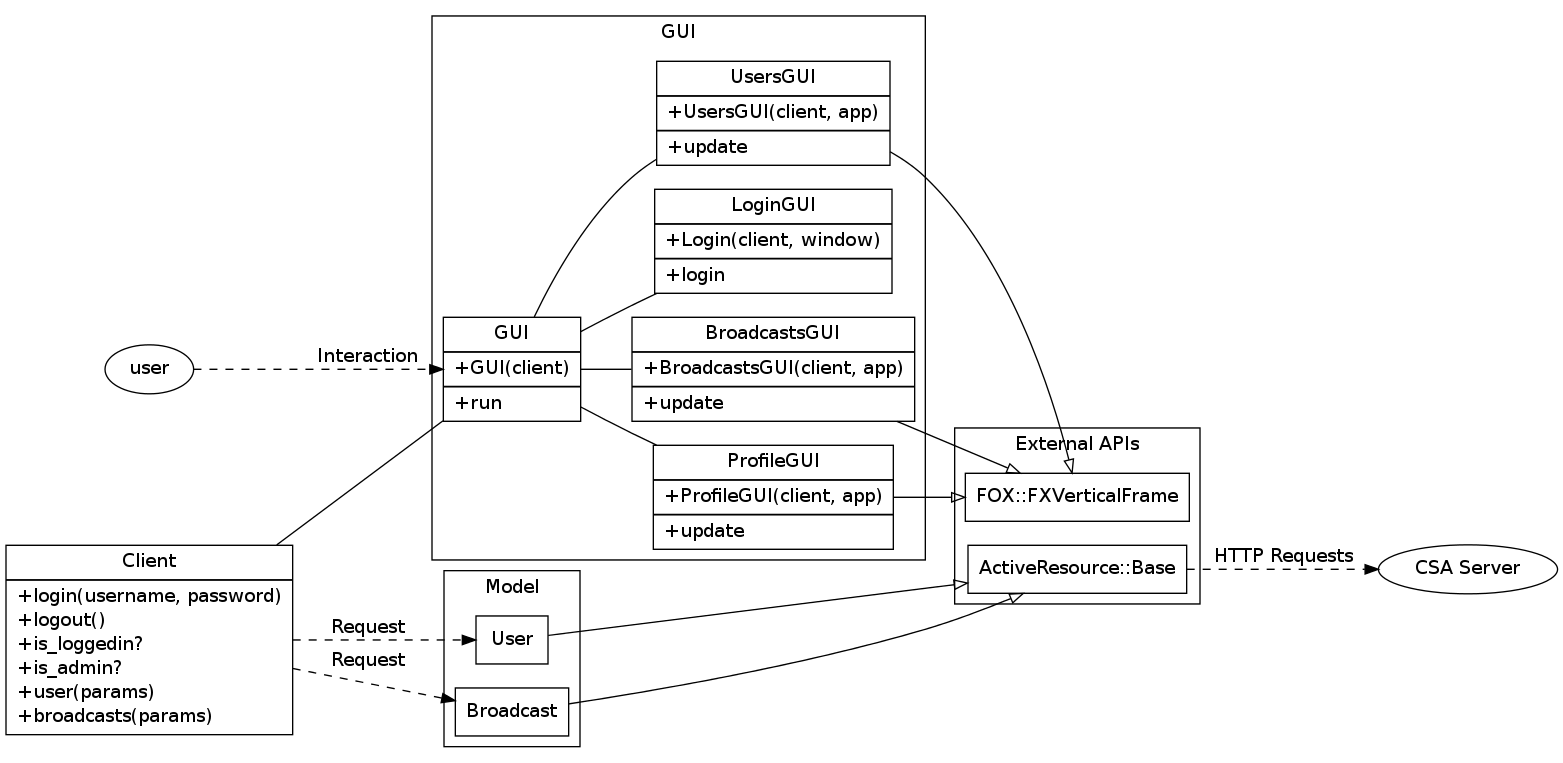 GUI
UsersGUI
+UsersGUI(client, app)
+update
LoginGUI
+Login(client, window)
+login
GUI
+GUI(client)
+run
BroadcastsGUI
+BroadcastsGUI(client, app)
+update
ProfileGUI
+ProfileGUI(client, app)
+update
user
Interaction
External APIs
FOX::FXVerticalFrame
ActiveResource::Base
HTTP Requests
CSA Server
Client
+login(username, password)
+logout()
+is_loggedin?
+is_admin?
+user(params)
+broadcasts(params)
Request
Request
Model
User
Broadcast